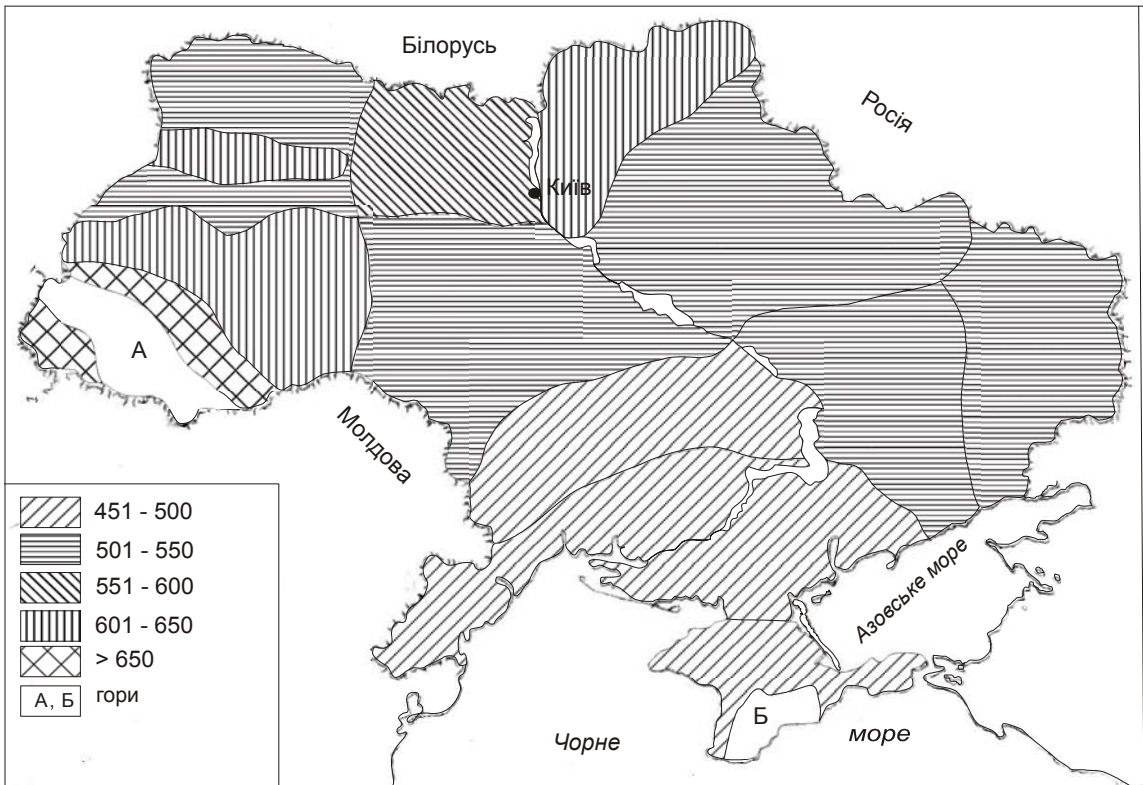 Білорусь
Росія
Київ
А
Молдова
451 - 500
501 - 550
551 - 600
601 - 650
> 650
А, Б гори
Азовське море
Б
Чорне море